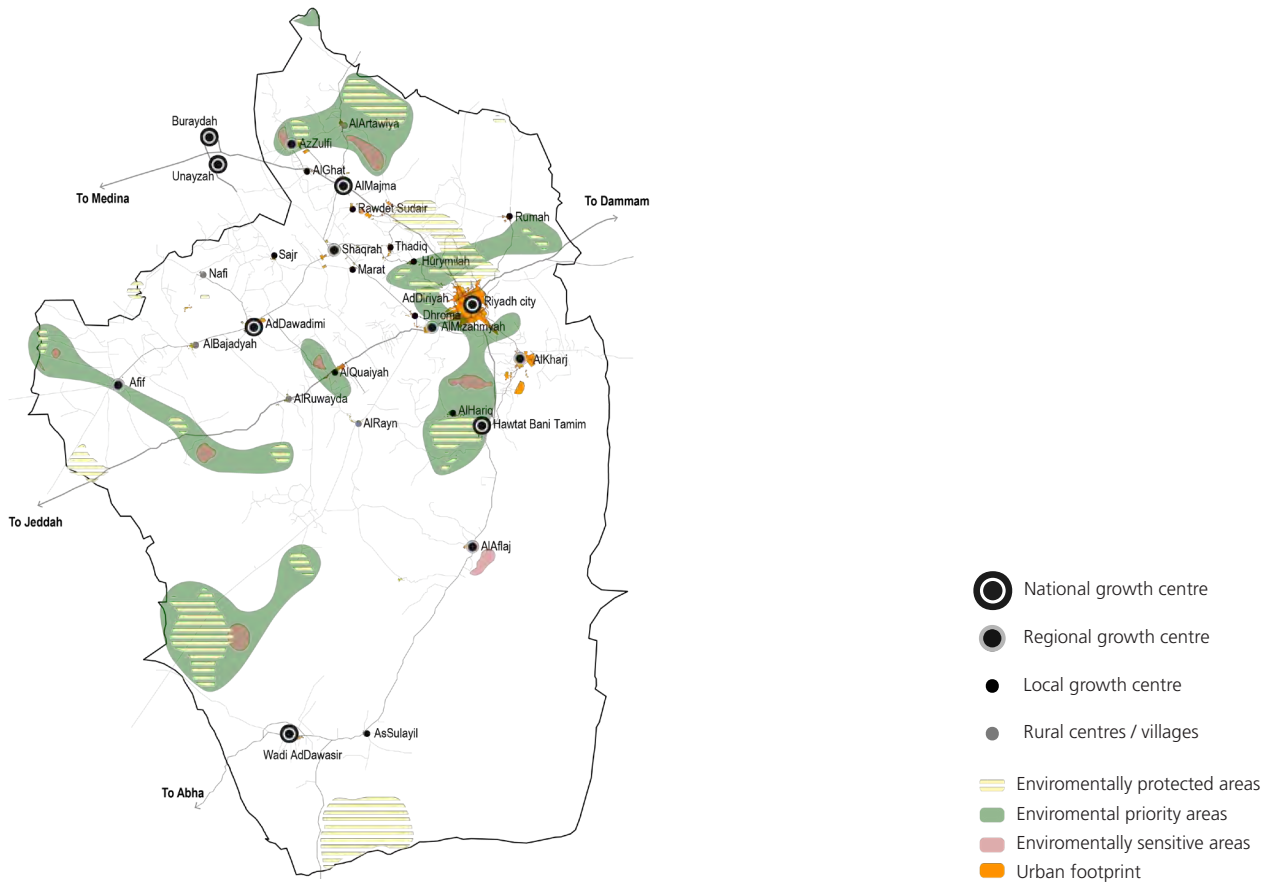 Buraydah
Unayzah
To Medina
AlArtawiya
AzZulfi
AlGhat
AlMajma
Rawdet Sudair
Rumah
To Dammam
Sajr
Shaqrah
Thadiq
Hurymilah
Marat
Nafi
AdDiriyah
Riyadh city
Dhroma
AlMizahmyah
AdDawadimi
AlBajadyah
AlKharj
Afif
AlQuaiyah
AlRuwayda
AlHariq
AlRayn
Hawtat Bani Tamim
To Jeddah
AlAflaj
Wadi AdDawasir
AsSulayil
To Abha
National growth centre
Regional growth centre
Local growth centre
Rural centres / villages
Enviromentally protected areas
Enviromental priority areas
Enviromentally sensitive areas
Urban footprint